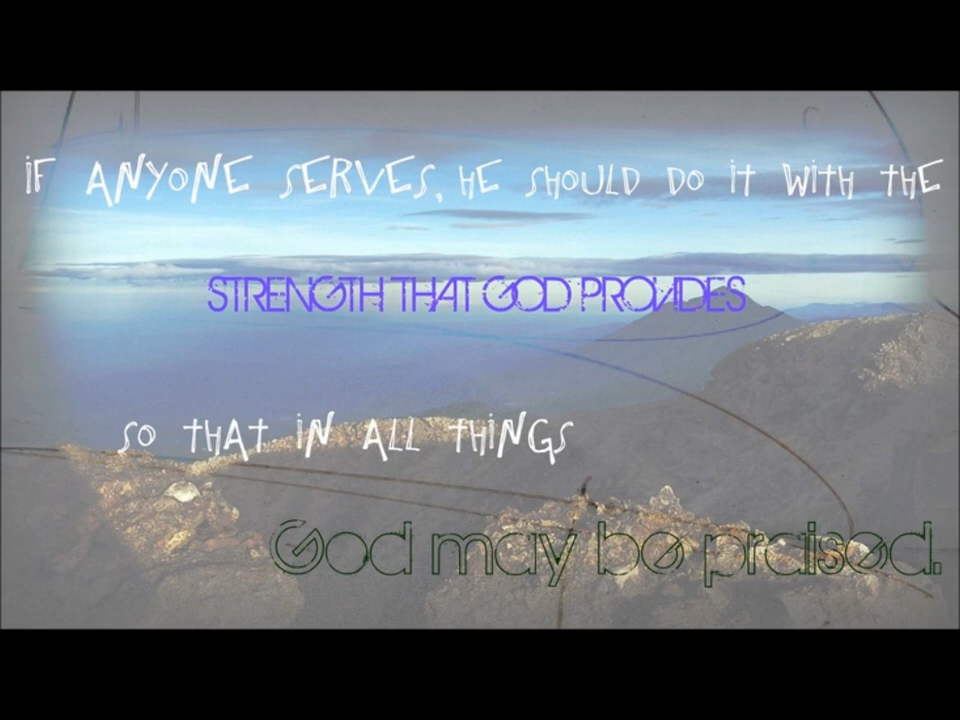 iF ANYONE SERVES, HE SHOULD DO iT WiTH THE
STRENGTH THAT GOD PROVIDES
SO THAT iN ALL THiNGS
God may be praised.